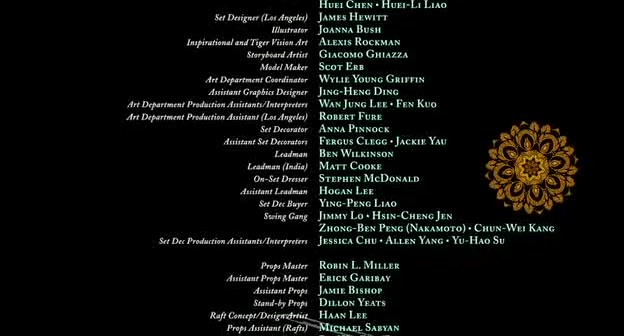 Huei Chen • Huei-Li Liao
Set Designer (Los Angeles) James Hewitt
Illustrator Joanna Bush
Inspirational and Tiger Vision Art Alexis Rockman
Storyboard Artist Giacomo Ghiazza
Model Maker Scot Erb
Art Department Coordinator Wylie Young Griffin
Assistant Graphics Designer Jing-Heng Ding
Art Department Production Assistants/Interpreters Wan Jung Lee • Fen Kuo
Art Department Production Assistant (Los Angeles) Robert Fure
Set Decorator Anna Pinnock
Assistant Set Decorators Fergus Clegg • Jackie Yau
Leadman Ben Wilkinson
Leadman (India) Matt Cooke
On-Set Dresser Stephen McDonald
Assistant Leadman Hogan Lee
Set Dec Buyer Ying-Peng Liao
Swing Gang Jimmy Lo • Hsin-Cheng Jen
Zhong-Ben Peng (Nakamoto) • Chun-Wei Kang
Set Dec Production Assistants/Interpreters Jessica Chu • Allen Yang • Yu-Hao Su
Props Master Robin L. Miller
Assistant Props Master Erick Garibay
Assistant Props Jamie Bishop
Stand-by Props Dillon Yeats
Raft Concept/Design Artist Haan Lee
Props Assistant (Rafts) Michael Sabyan